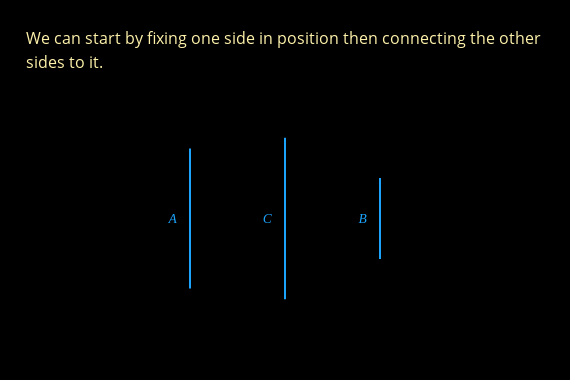 We can start by fixing one side in position then connecting the other
sides to it.
A C B